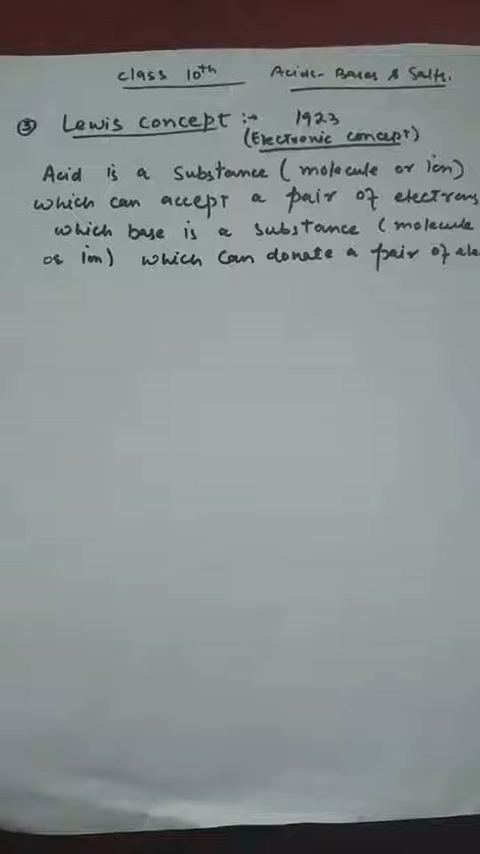 Class 10th Acids- Bases & Salts.
③ Lewis concept :→ 1923
(Electronic concept)
Acid is a substance ( molecule or ion)
which can accept a pair of electrons
which base is a substance ( molecule
or ion) which can donate a pair of ele